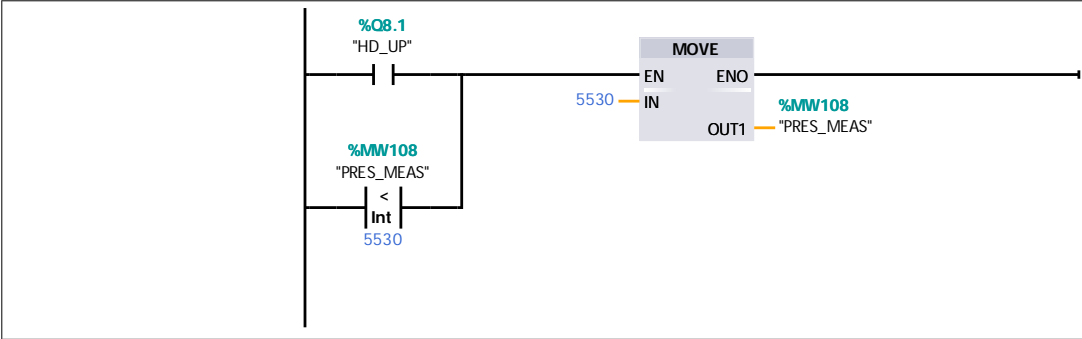 %Q8.1
"HD_UP"
MOVE
EN ENO
5530 IN
%MW108
OUT1 "PRES_MEAS"
%MW108
"PRES_MEAS"
<
Int
5530